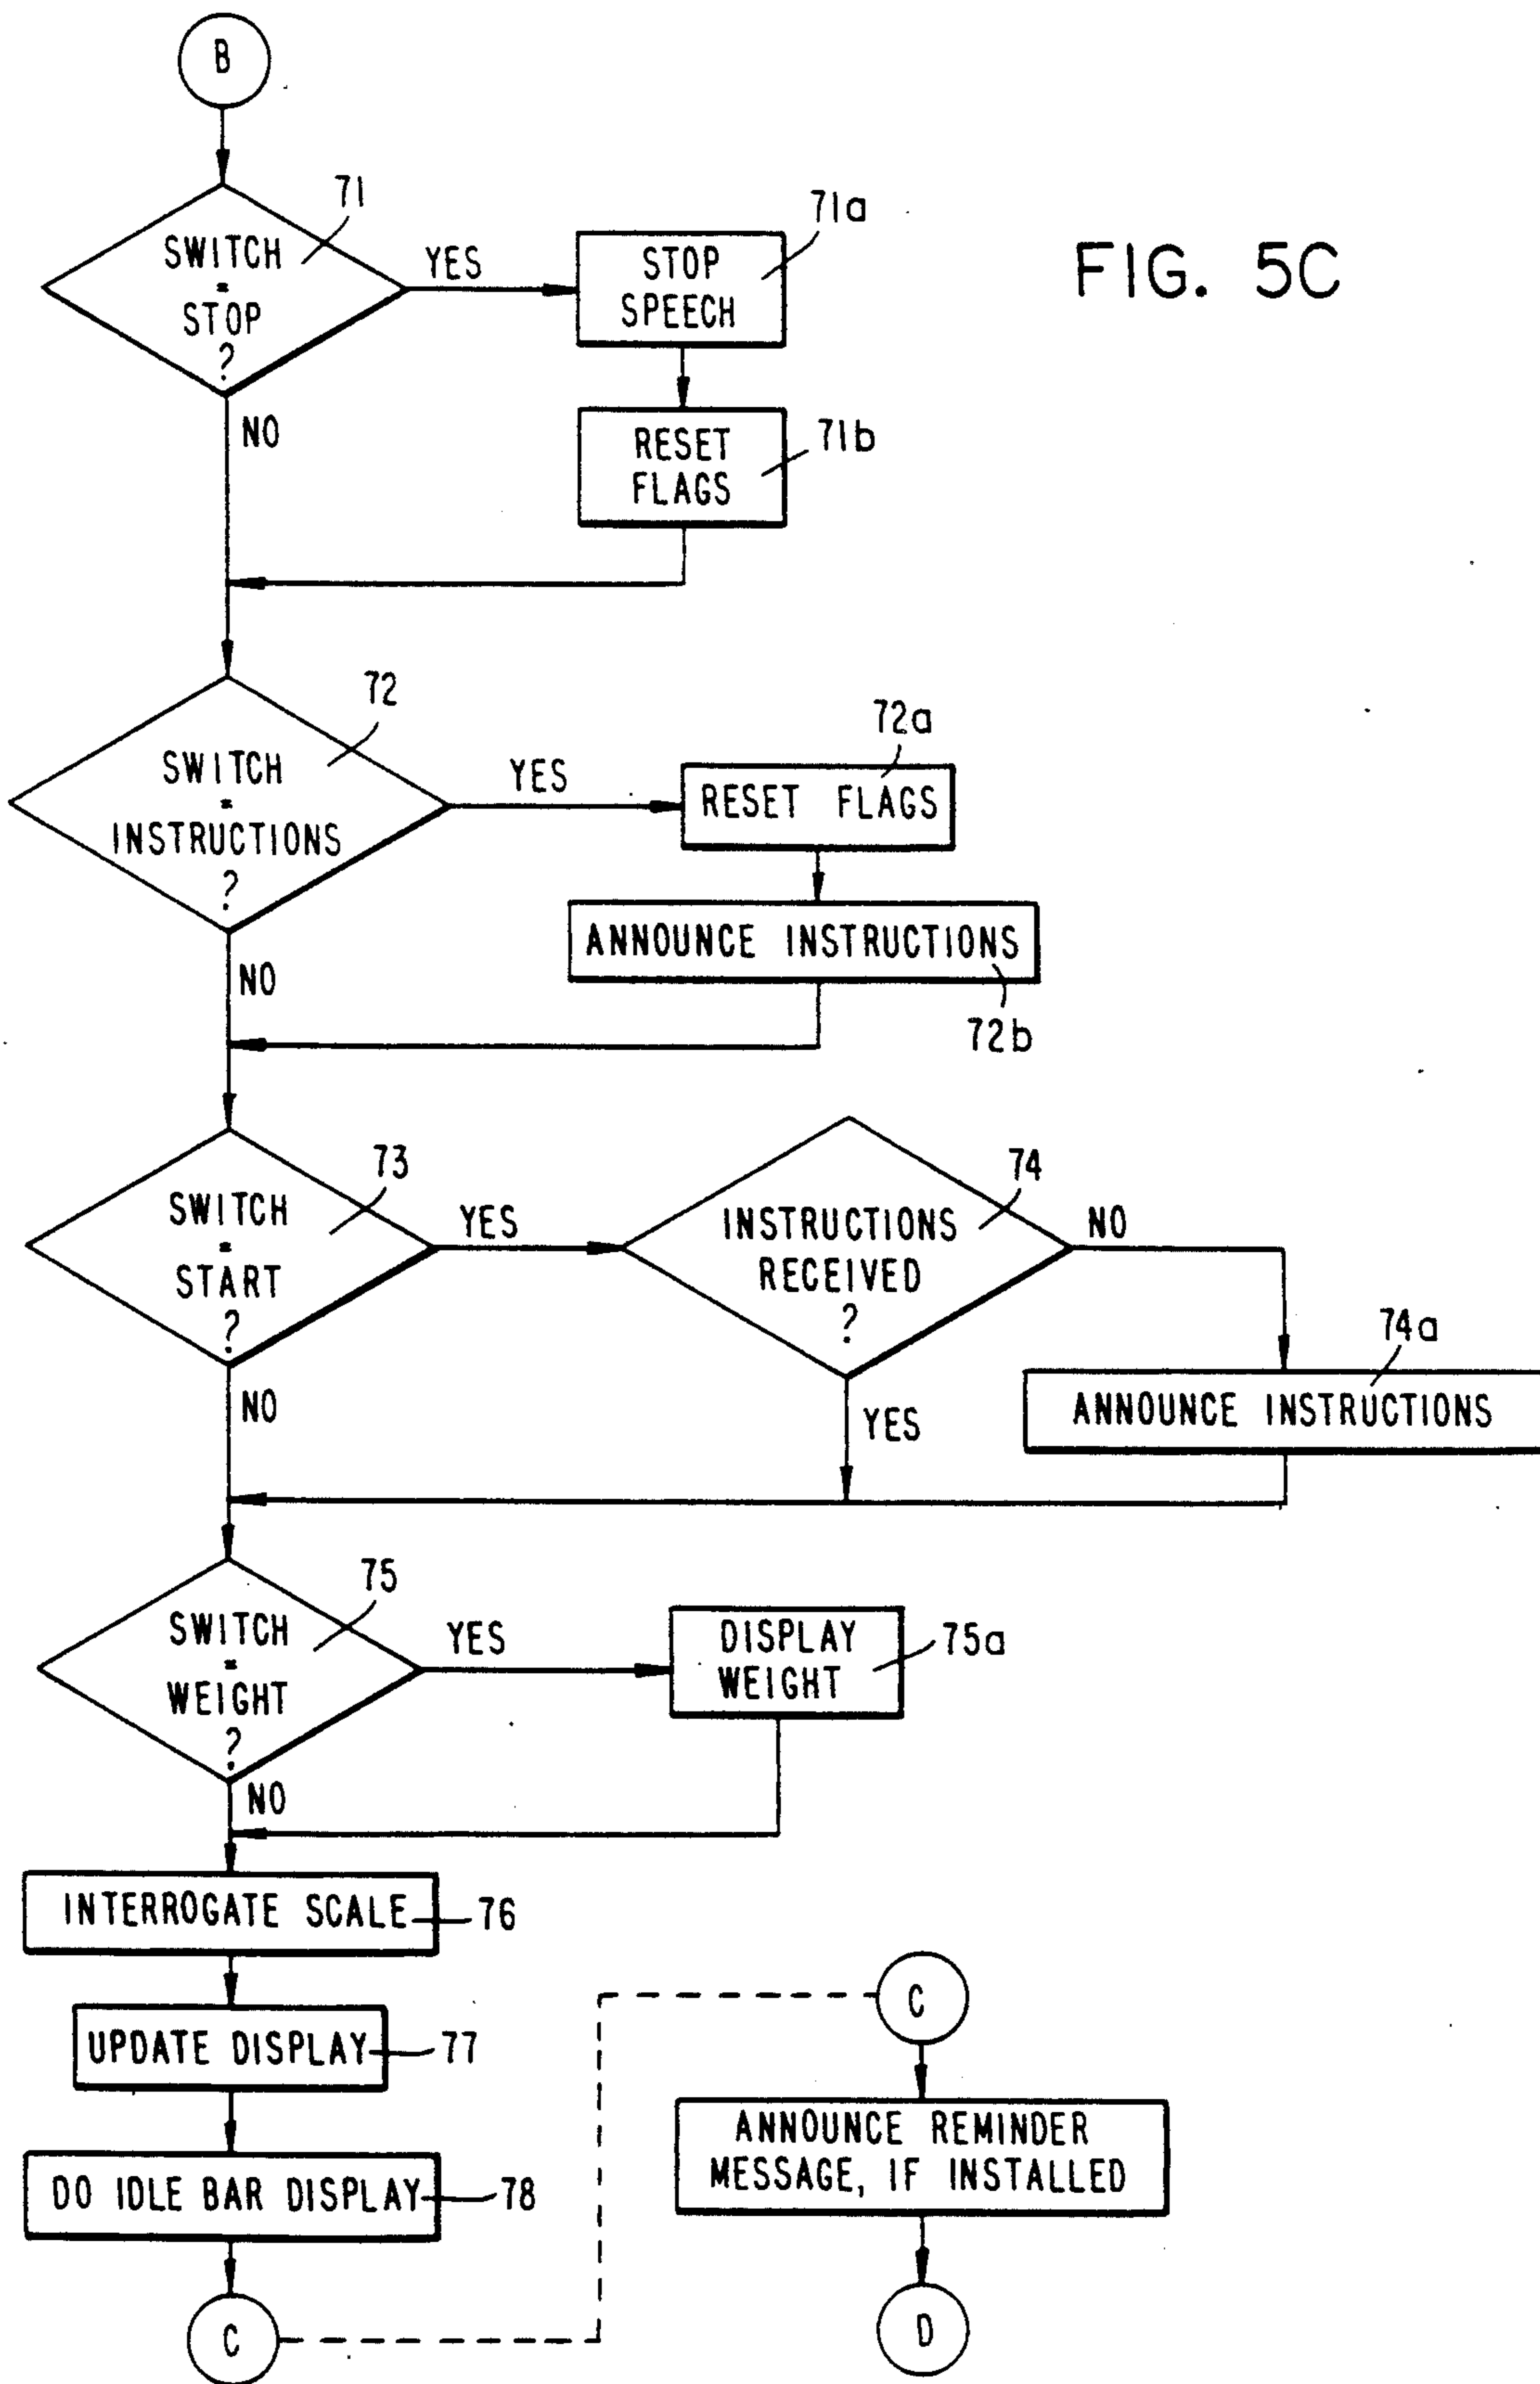 B
FIG. 5C
71
SWITCH
=
STOP
?
YES
NO
71a
STOP
SPEECH
71b
RESET
FLAGS
72
SWITCH
=
INSTRUCTIONS
?
YES
NO
72a
RESET FLAGS
ANNOUNCE INSTRUCTIONS
72b
73
SWITCH
=
START
?
YES
NO
74
INSTRUCTIONS
RECEIVED
?
NO
YES
74a
ANNOUNCE INSTRUCTIONS
75
SWITCH
=
WEIGHT
?
YES
NO
DISPLAY
WEIGHT
75a
INTERROGATE SCALE
76
UPDATE DISPLAY
77
DO IDLE BAR DISPLAY
78
C
C
ANNOUNCE REMINDER
MESSAGE, IF INSTALLED
D